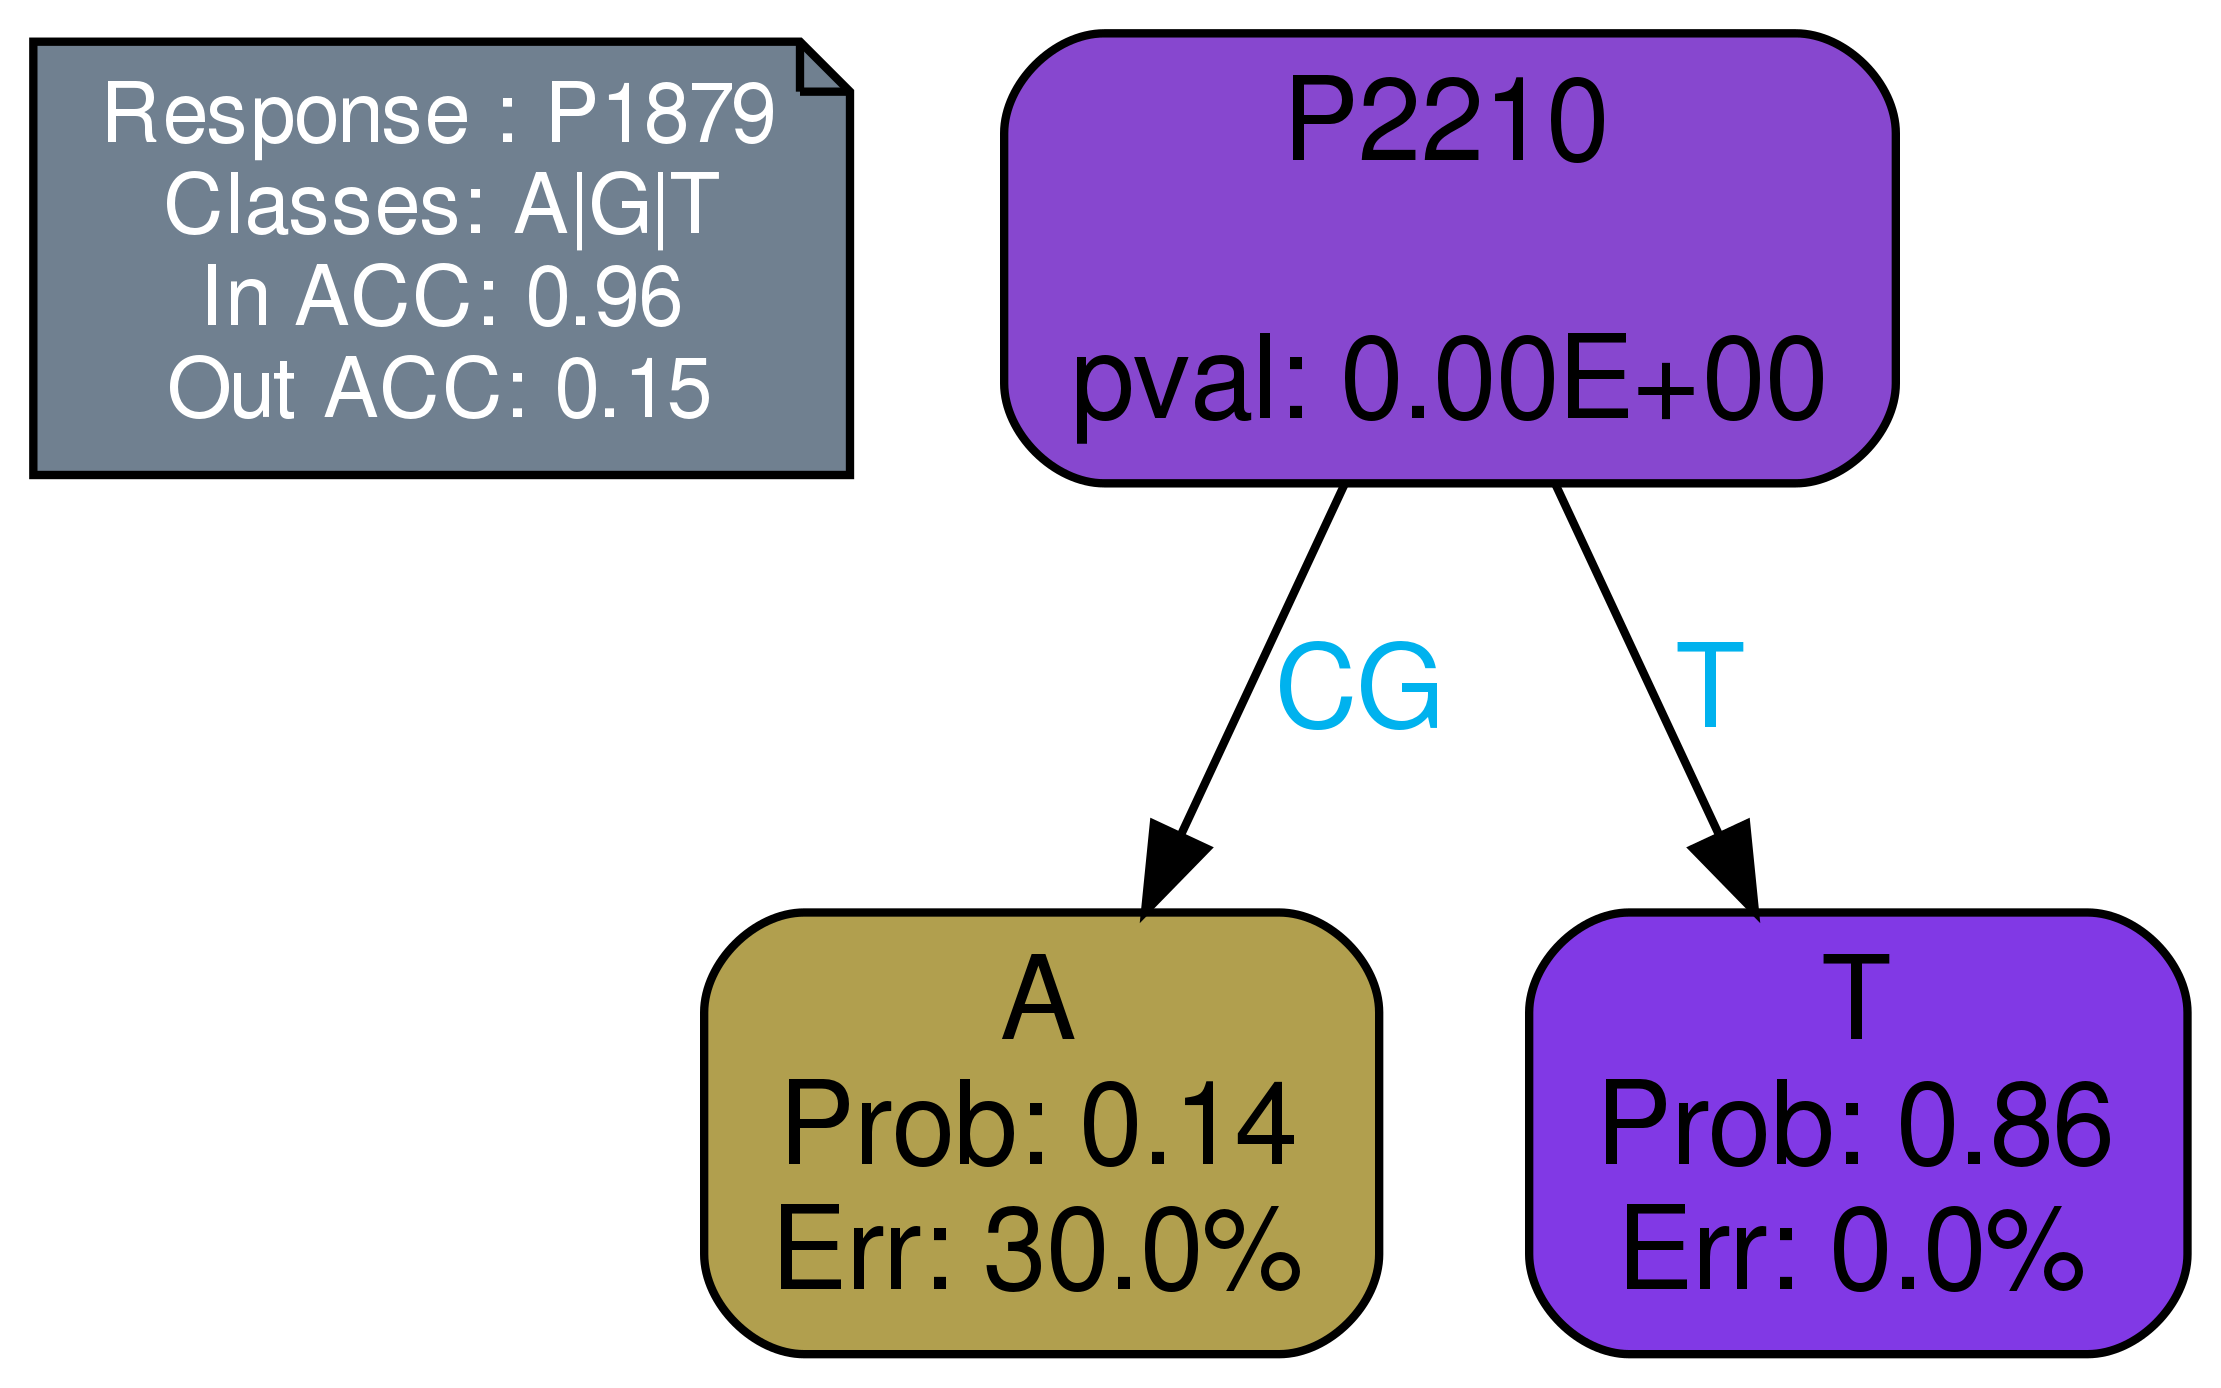 Response : P1879
Classes: A|G|T
In ACC: 0.96
Out ACC: 0.15
P2210
pval: 0.00E+00
CG
T
A
Prob: 0.14
Err: 30.0%
T
Prob: 0.86
Err: 0.0%